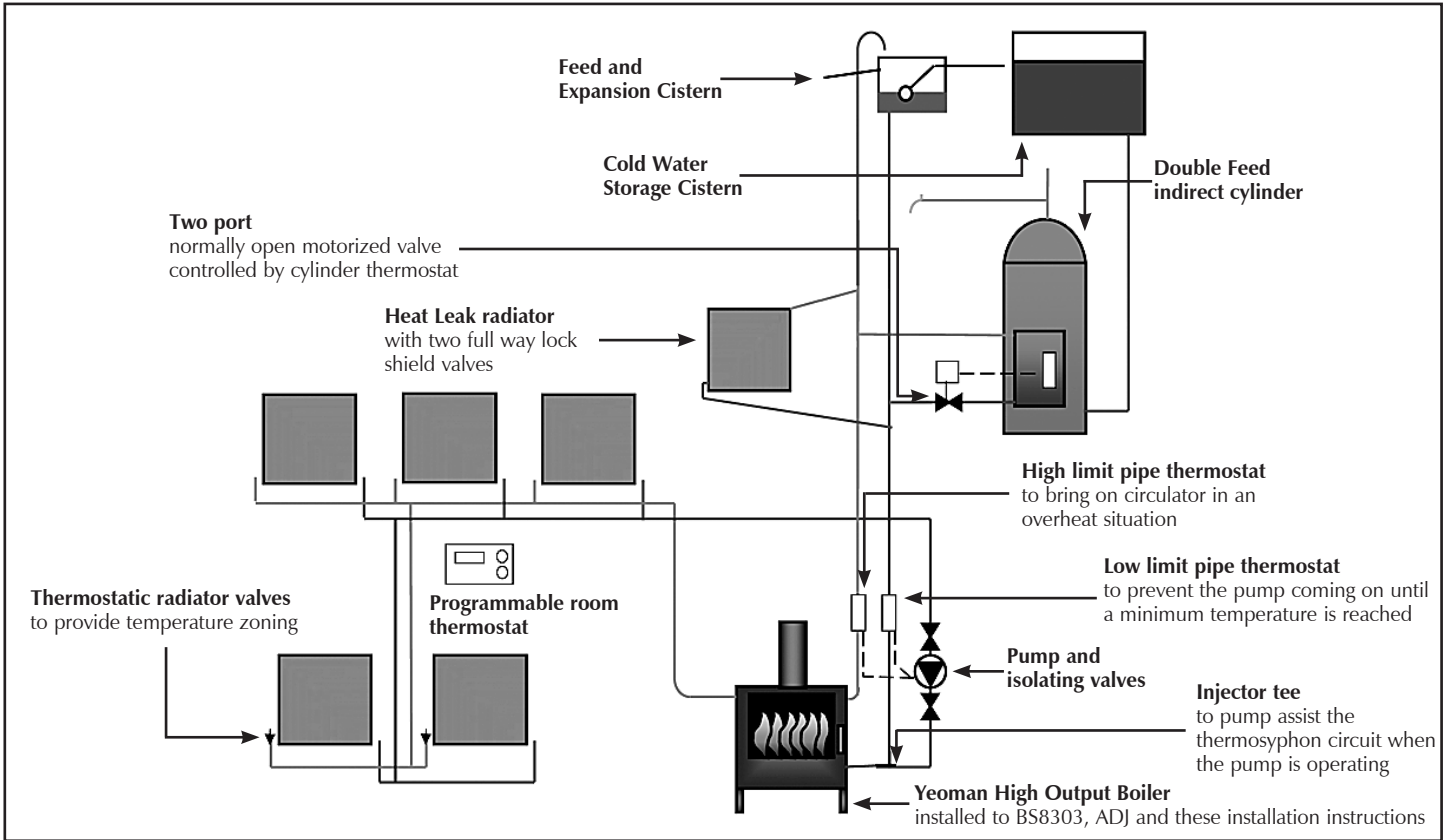 Feed and
Expansion Cistern
Cold Water
Storage Cistern
Double Feed
indirect cylinder
Two port
normally open motorized valve
controlled by cylinder thermostat
Heat Leak radiator
with two full way lock
shield valves
High limit pipe thermostat
to bring on circulator in an
overheat situation
Low limit pipe thermostat
to prevent the pump coming on until
a minimum temperature is reached
Thermostatic radiator valves
to provide temperature zoning
Programmable room
thermostat
Pump and
isolating valves
Injector tee
to pump assist the
thermosyphon circuit when
the pump is operating
Yeoman High Output Boiler
installed to BS8303, ADJ and these installation instructions